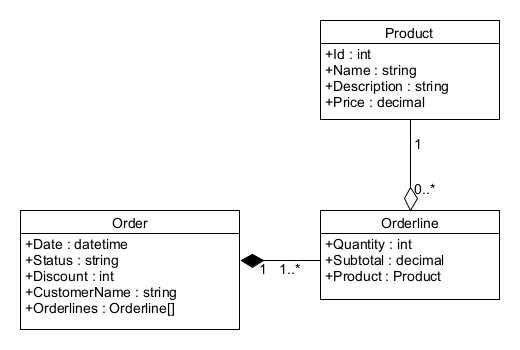 Product
+Id : int
+Name : string
+Description : string
+Price : decimal
1
0..*
Order
+Date : datetime
+Status : string
+Discount : int
+CustomerName : string
+Orderlines : Orderline[]
1 1..*
Orderline
+Quantity : int
+Subtotal : decimal
+Product : Product